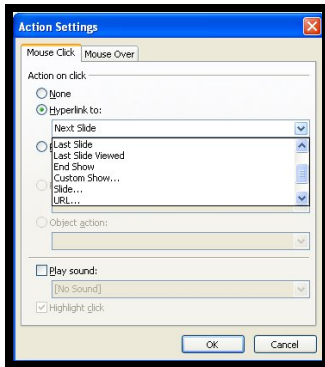 Action Settings
Mouse Click Mouse Over
Action on click
None
Hyperlink to:
Next Slide
Last Slide
Last Slide Viewed
End Show
Custom Show...
Slide...
URL...
Object action:
Play sound:
[No Sound]
Highlight click
OK Cancel